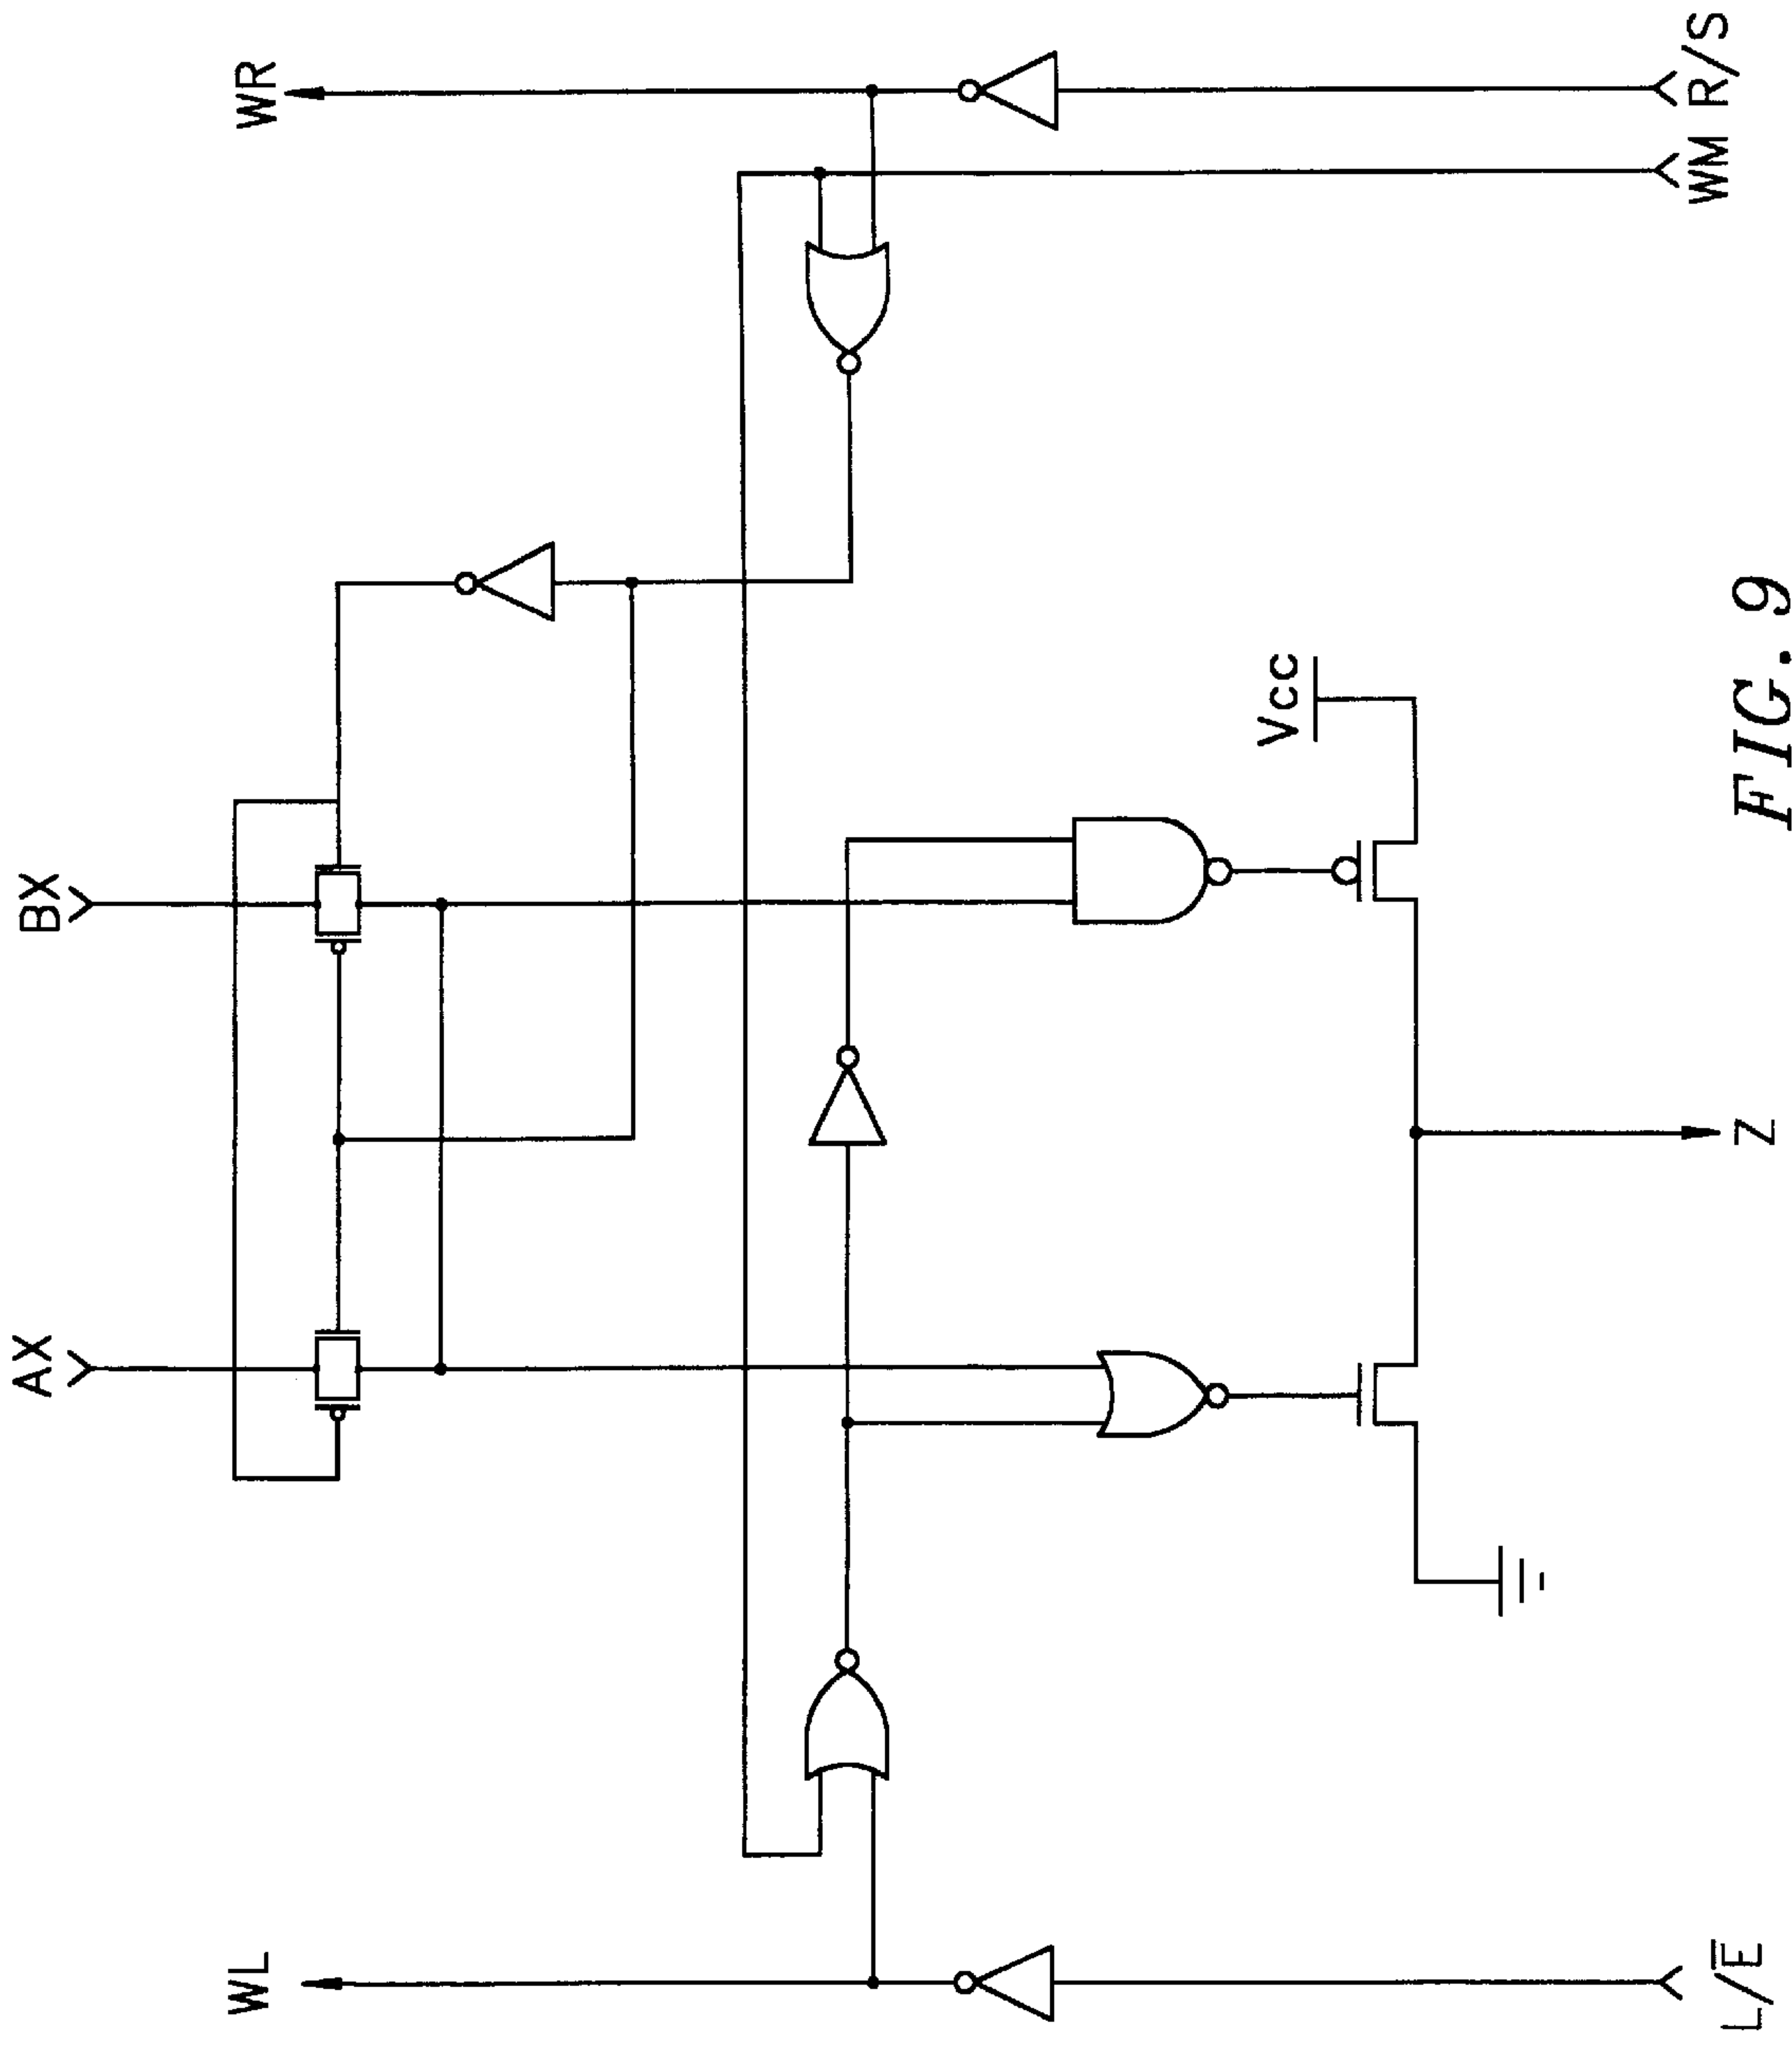 AX
BX
WR
WL
Vcc
Z
L/E̅
WM
R/S
FIG. 9